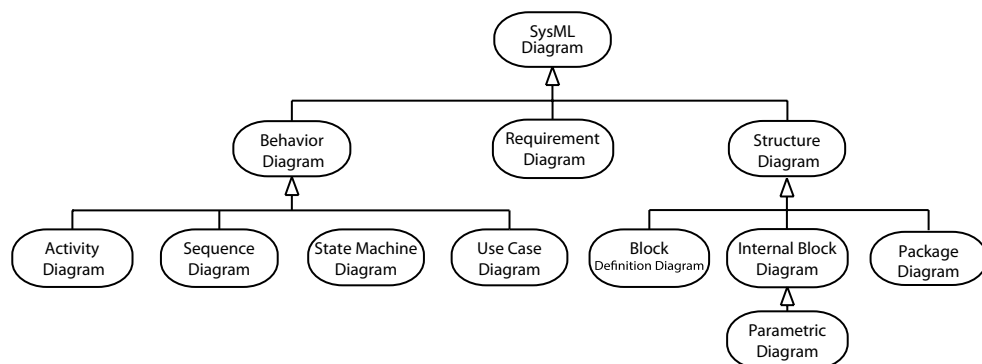 SysML
Diagram
Behavior
Diagram
Requirement
Diagram
Structure
Diagram
Activity
Diagram
Sequence
Diagram
State Machine
Diagram
Use Case
Diagram
Block
Definition Diagram
Internal Block
Diagram
Package
Diagram
Parametric
Diagram